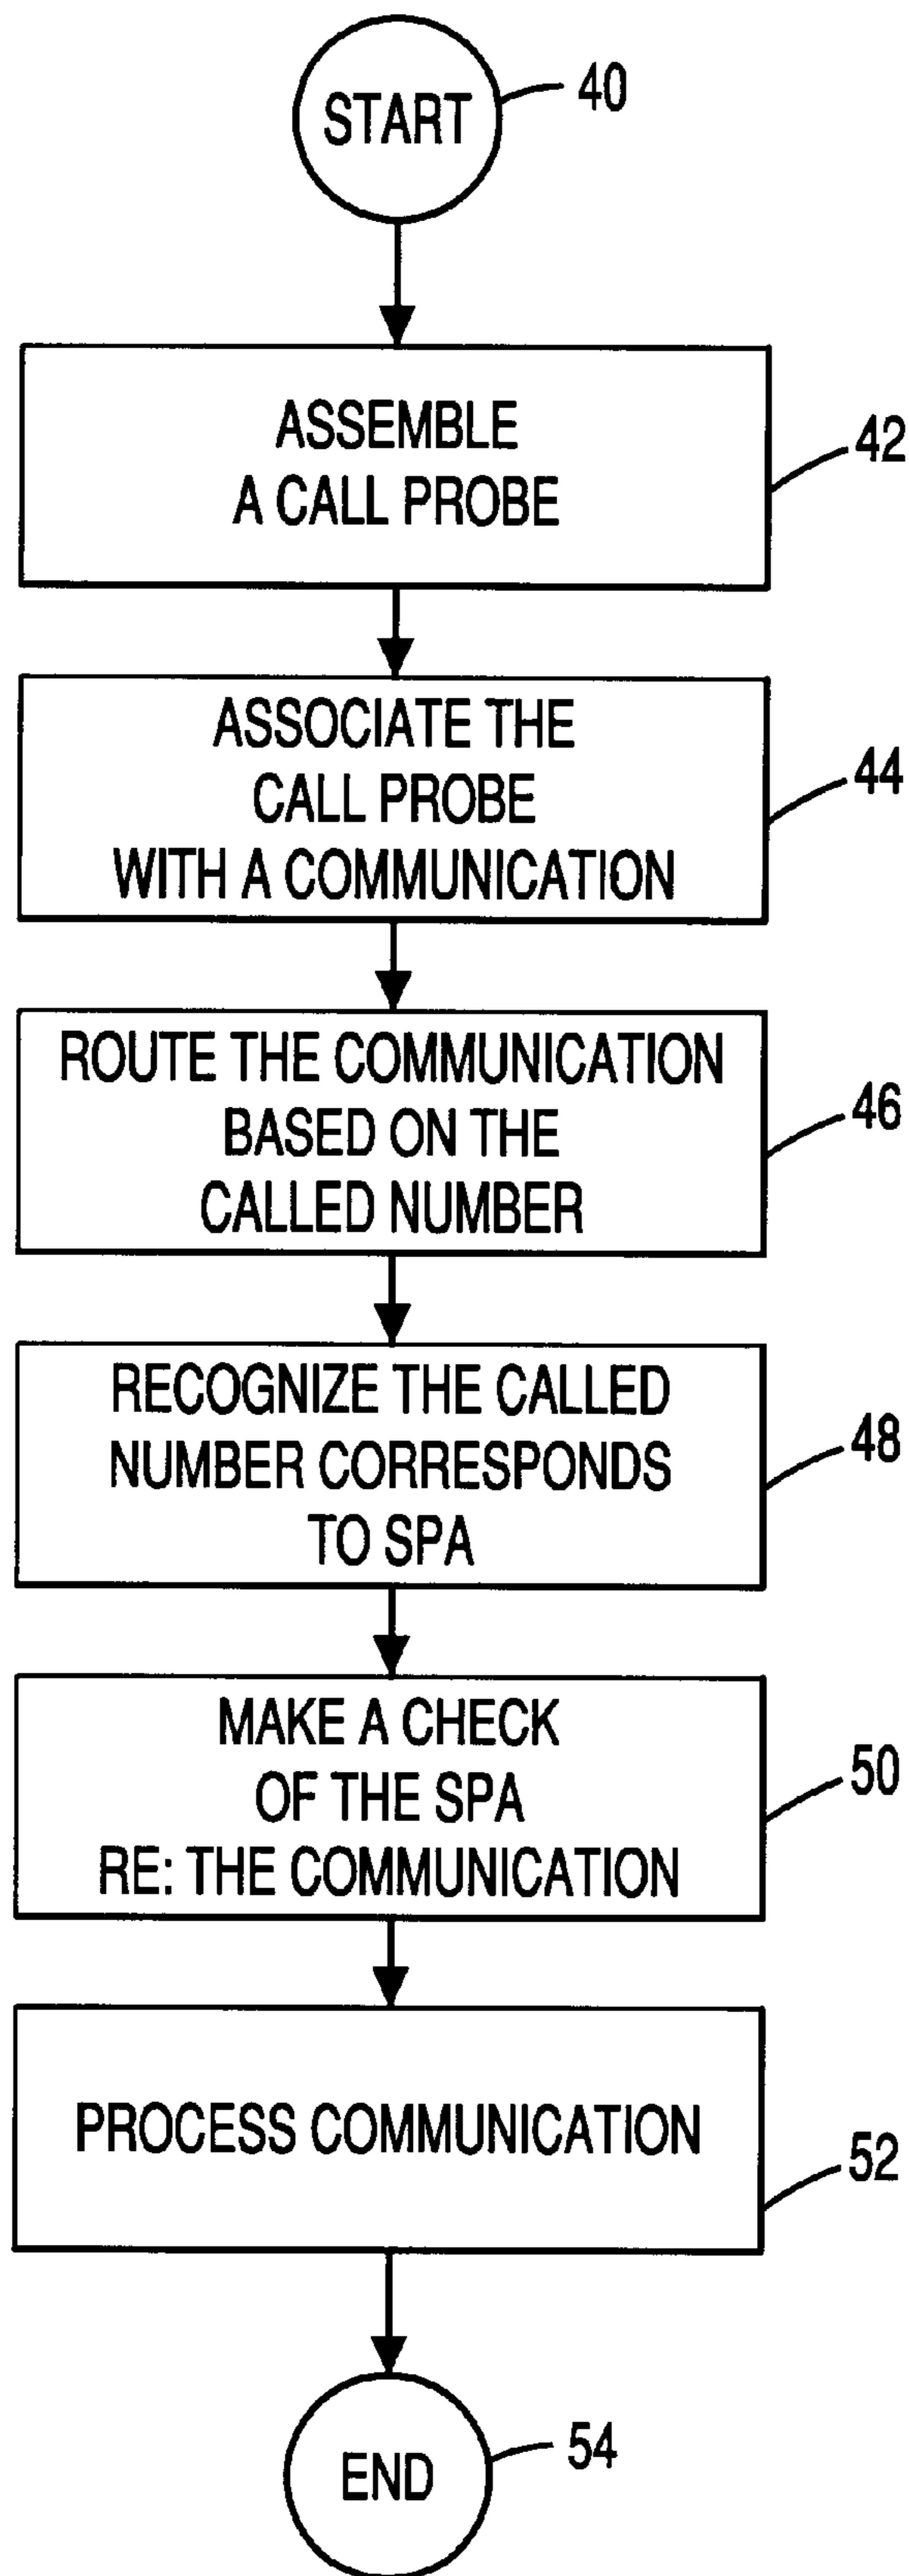 START
40
ASSEMBLE
A CALL PROBE
42
ASSOCIATE THE
CALL PROBE
WITH A COMMUNICATION
44
ROUTE THE COMMUNICATION
BASED ON THE
CALLED NUMBER
46
RECOGNIZE THE CALLED
NUMBER CORRESPONDS
TO SPA
48
MAKE A CHECK
OF THE SPA
RE: THE COMMUNICATION
50
PROCESS COMMUNICATION
52
END
54